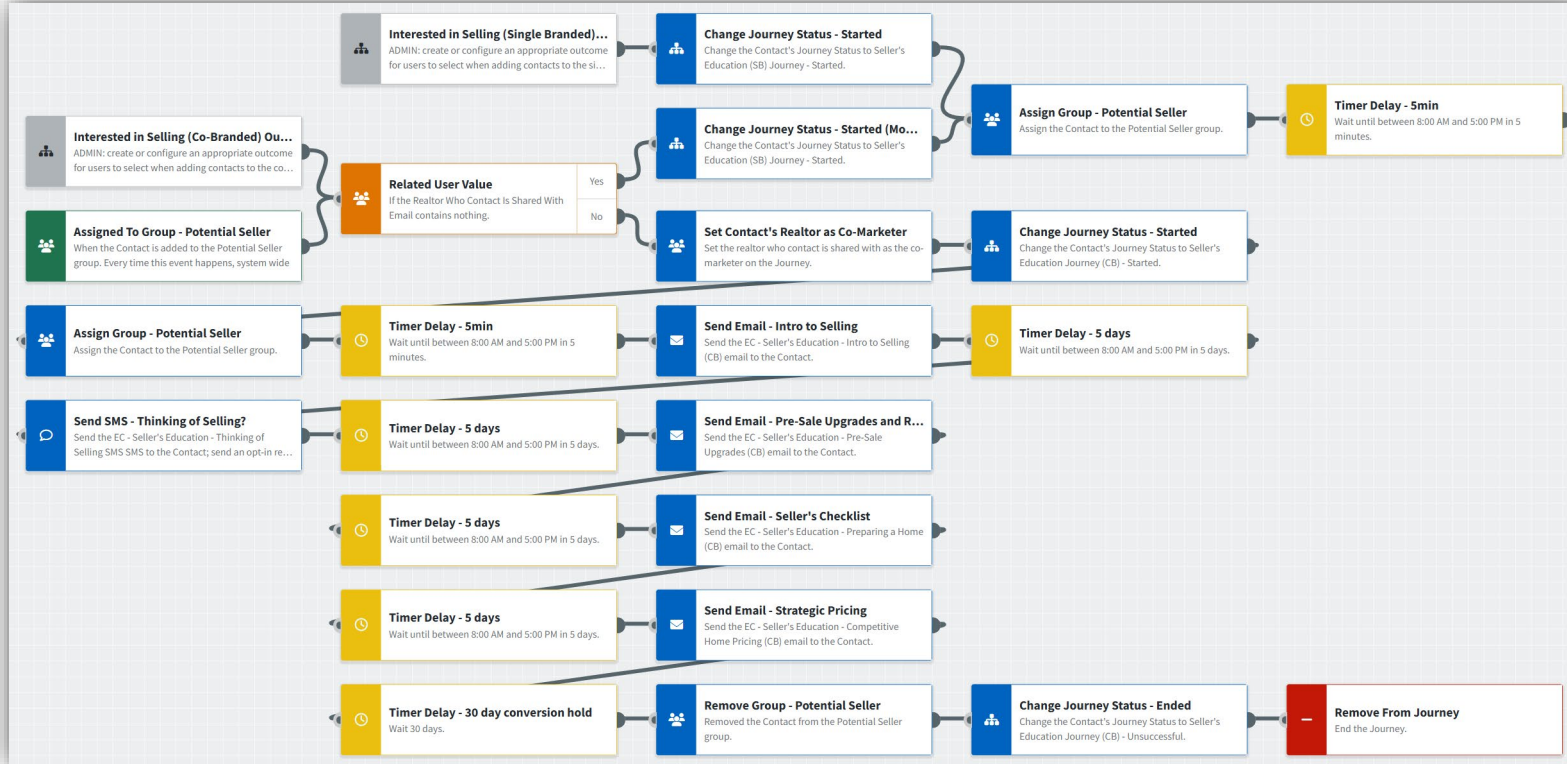 Interested in Selling (Single Branded)...
ADMIN: create or configure an appropriate outcome
for users to select when adding contacts to the si...
Change Journey Status - Started
Change the Contact's Journey Status to Seller's
Education (SB) Journey - Started.
Interested in Selling (Co-Branded) Ou...
ADMIN: create or configure an appropriate outcome
for users to select when adding contacts to the co...
Change Journey Status - Started (Mo...
Change the Contact's Journey Status to Seller's
Education (SB) Journey - Started.
Assign Group - Potential Seller
Assign the Contact to the Potential Seller group.
Timer Delay - 5min
Wait until between 8:00 AM and 5:00 PM in 5
minutes.
Related User Value
If the Realtor Who Contact Is Shared With
Email contains nothing.
Yes
No
Assigned To Group - Potential Seller
When the Contact is added to the Potential Seller
group. Every time this event happens, system wide
Set Contact's Realtor as Co-Marketer
Set the realtor who contact is shared with as the co-
marketer on the Journey.
Change Journey Status - Started
Change the Contact's Journey Status to Seller's
Education Journey (CB) - Started.
Assign Group - Potential Seller
Assign the Contact to the Potential Seller group.
Timer Delay - 5min
Wait until between 8:00 AM and 5:00 PM in 5
minutes.
Send Email - Intro to Selling
Send the EC - Seller's Education - Intro to Selling
(CB) email to the Contact.
Timer Delay - 5 days
Wait until between 8:00 AM and 5:00 PM in 5 days.
Send SMS - Thinking of Selling?
Send the EC - Seller's Education - Thinking of
Selling SMS SMS to the Contact; send an opt-in re...
Timer Delay - 5 days
Wait until between 8:00 AM and 5:00 PM in 5 days.
Send Email - Pre-Sale Upgrades and R...
Send the EC - Seller's Education - Pre-Sale
Upgrades (CB) email to the Contact.
Timer Delay - 5 days
Wait until between 8:00 AM and 5:00 PM in 5 days.
Send Email - Seller's Checklist
Send the EC - Seller's Education - Preparing a Home
(CB) email to the Contact.
Timer Delay - 5 days
Wait until between 8:00 AM and 5:00 PM in 5 days.
Send Email - Strategic Pricing
Send the EC - Seller's Education - Competitive
Home Pricing (CB) email to the Contact.
Timer Delay - 30 day conversion hold
Wait 30 days.
Remove Group - Potential Seller
Removed the Contact from the Potential Seller
group.
Change Journey Status - Ended
Change the Contact's Journey Status to Seller's
Education Journey (CB) - Unsuccessful.
Remove From Journey
End the Journey.